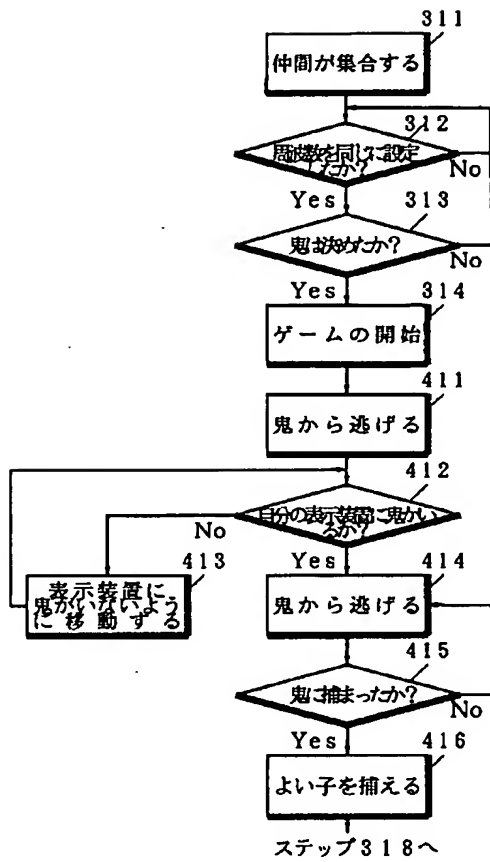 311
仲間が集合する
312
周波数を同じに設定
したか?
No
Yes
313
鬼は決めたか?
No
Yes
314
ゲームの開始
411
鬼から逃げる
412
自分の表示装置に鬼がい
るか?
No
Yes
413
表示装置に
鬼がいないよう
に移動する
414
鬼から逃げる
415
鬼に捕まったか?
No
Yes
416
よい子を捕える
ステップ318へ